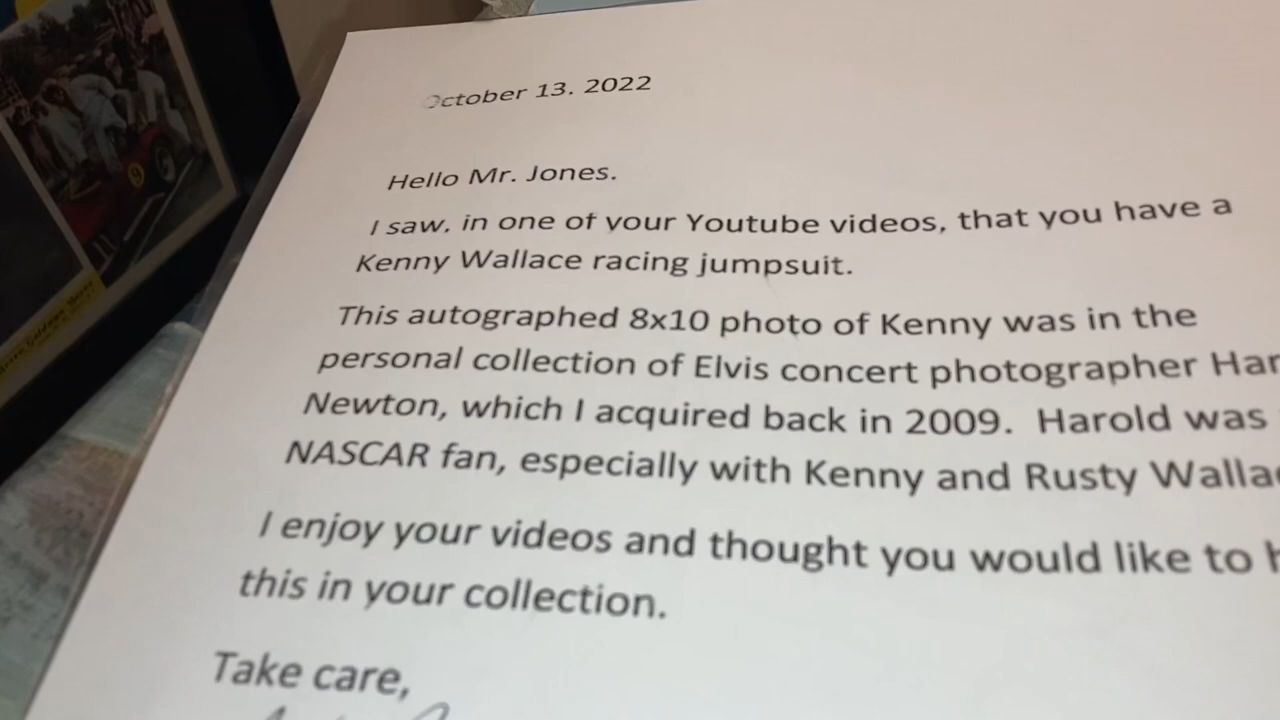 October 13. 2022
Hello Mr. Jones.
I saw. in one of your Youtube videos, that you have a
Kenny Wallace racing jumpsuit.
This autographed 8x10 photo of Kenny was in the
personal collection of Elvis concert photographer
Newton, which I acquired back in 2009. Harold was
NASCAR fan, especially with Kenny and Rusty
I enjoy your videos and thought you would like to
this in your collection.
Take care,